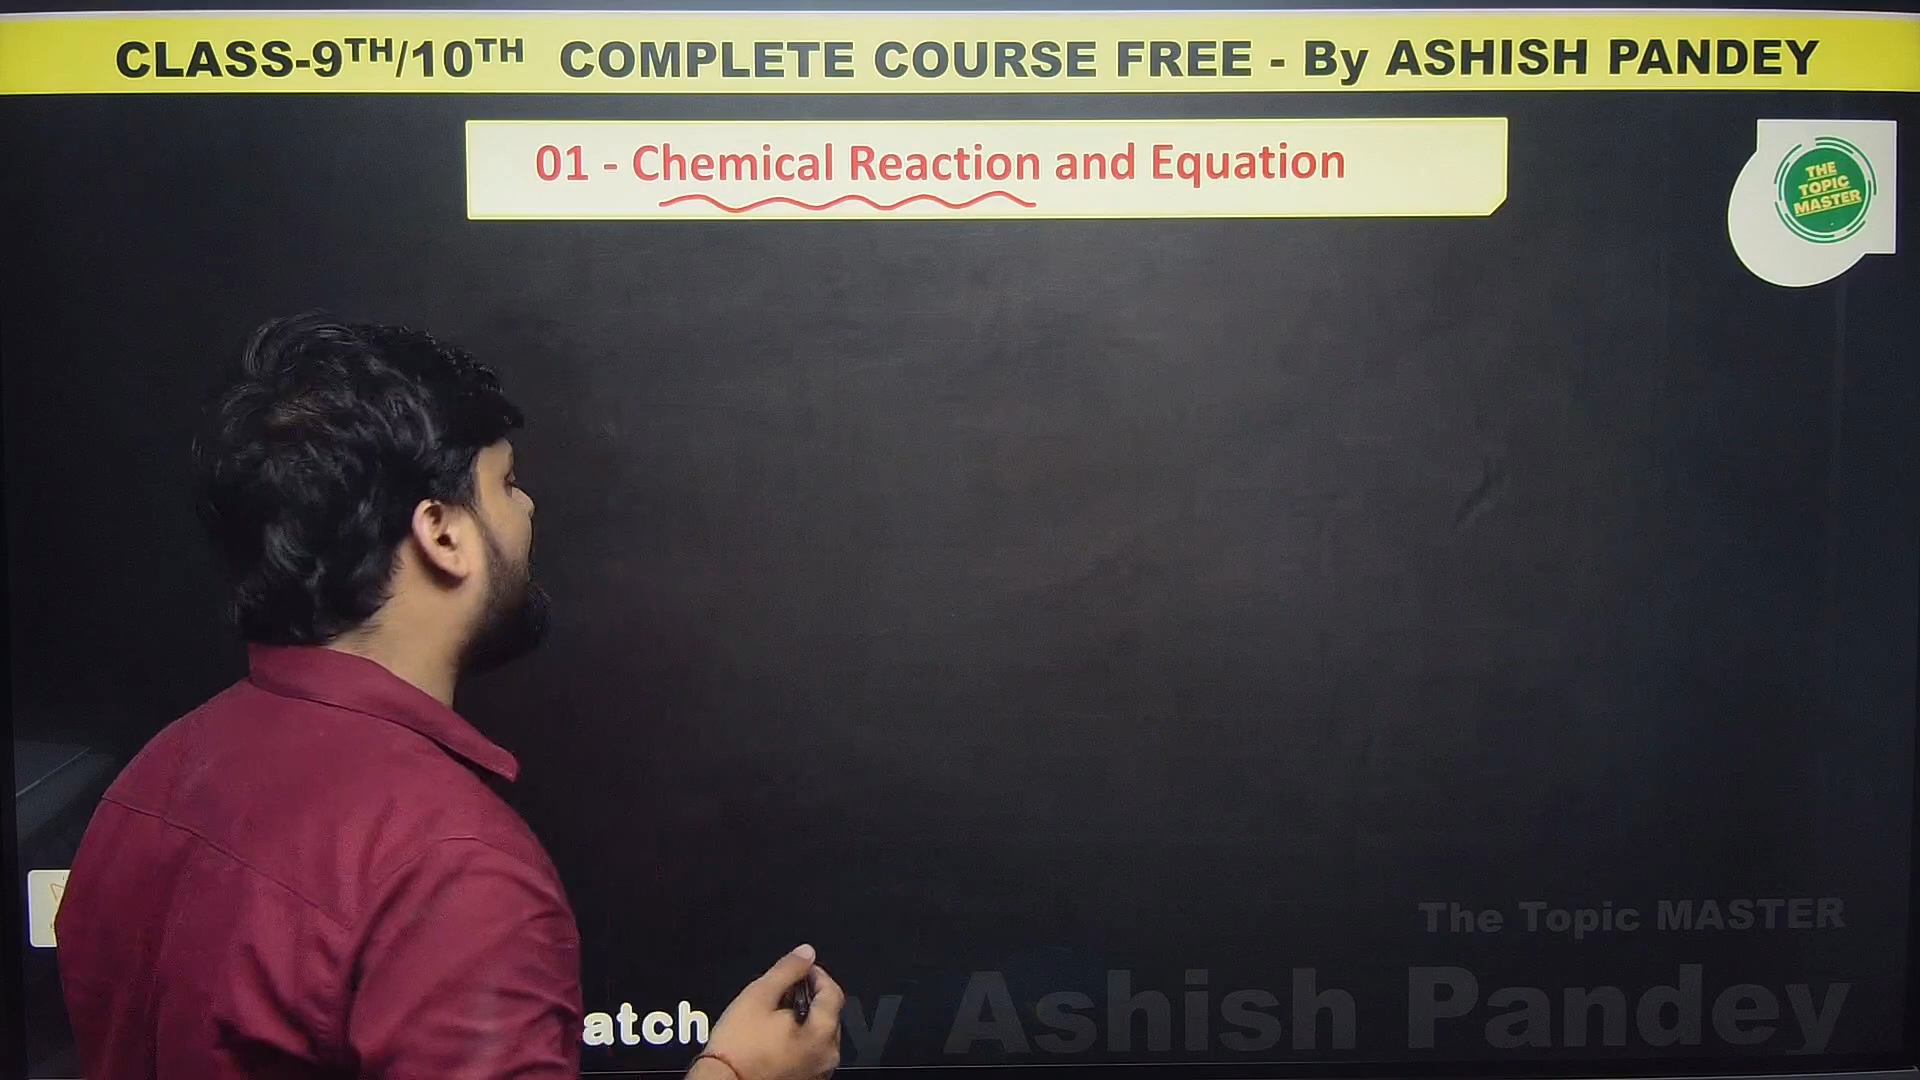 CLASS-9TH/10TH COMPLETE COURSE FREE - By ASHISH PANDEY
01 - Chemical Reaction and Equation
THE
TOPIC
MASTER
The Topic MASTER
atch
y Ashish Pandey